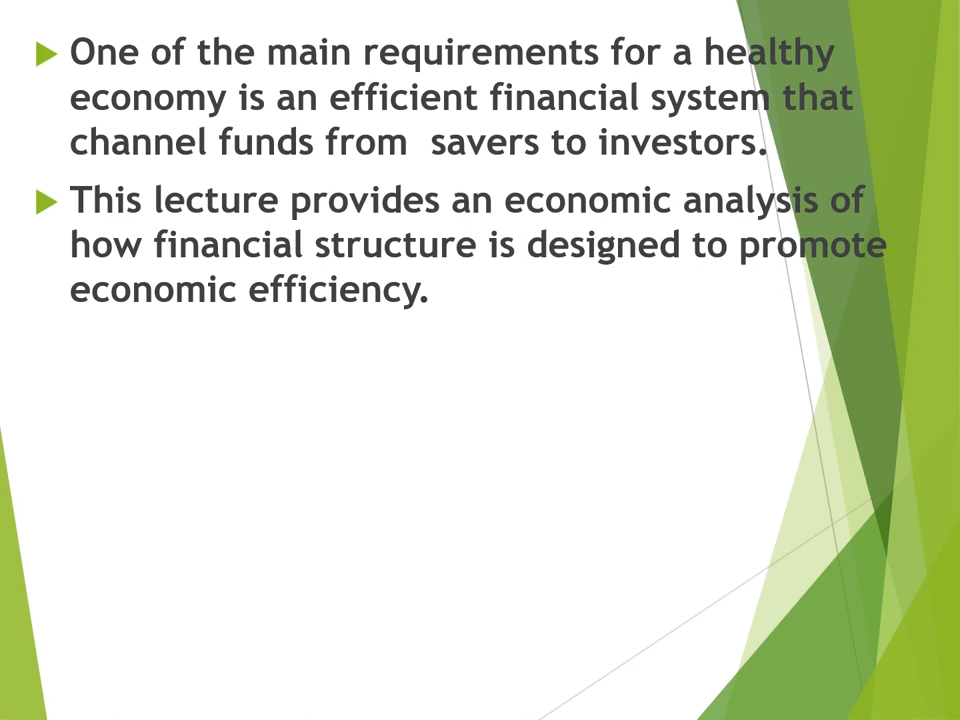 One of the main requirements for a healthy
economy is an efficient financial system that
channel funds from  savers to investors.
This lecture provides an economic analysis of
how financial structure is designed to promote
economic efficiency.